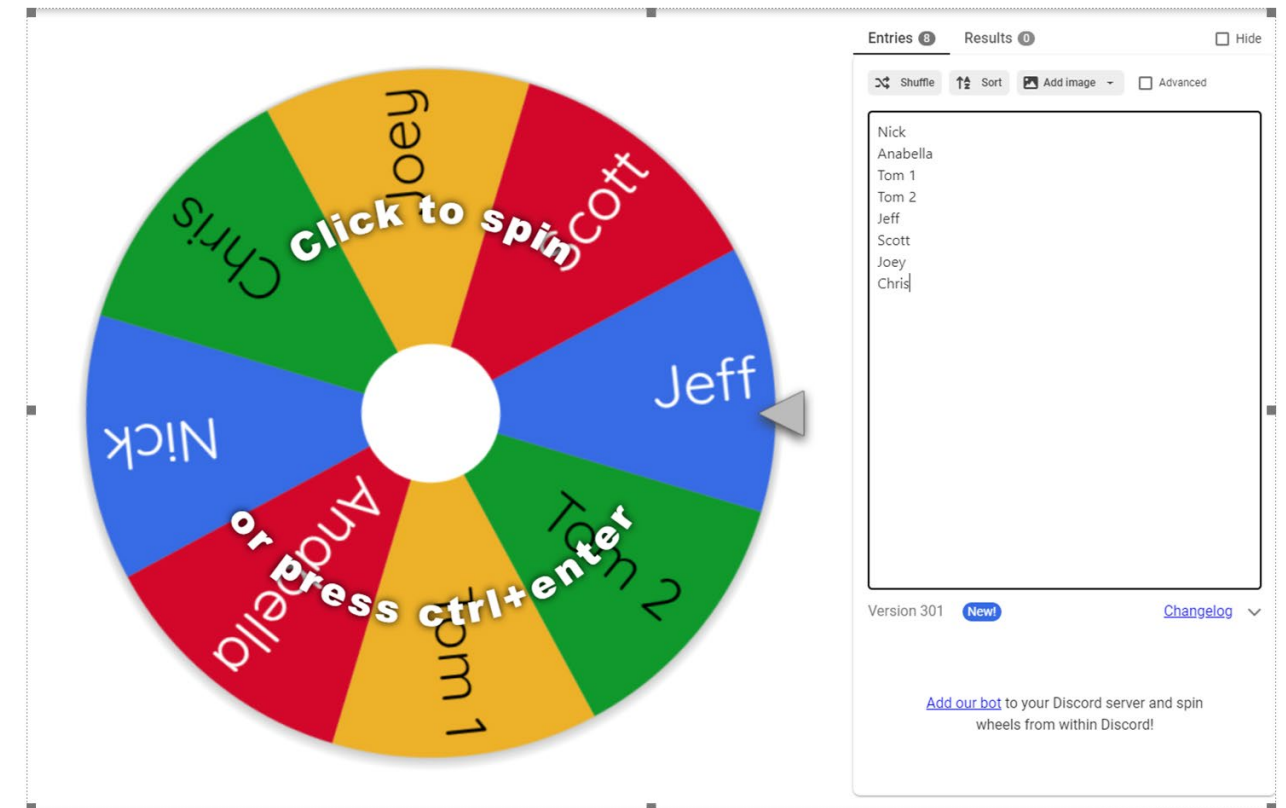 Entries 8 Results 0 Hide
Shuffle Sort Add image Advanced
Nick
Anabella
Tom 1
Tom 2
Jeff
Scott
Joey
Chris
Version 301 New! Changelog
Add our bot to your Discord server and spin
wheels from within Discord!
Joey
Scott
Chris
Click to spin
Jeff
Nick
Anabella
Tom 2
or press ctrl+enter
Tom 1